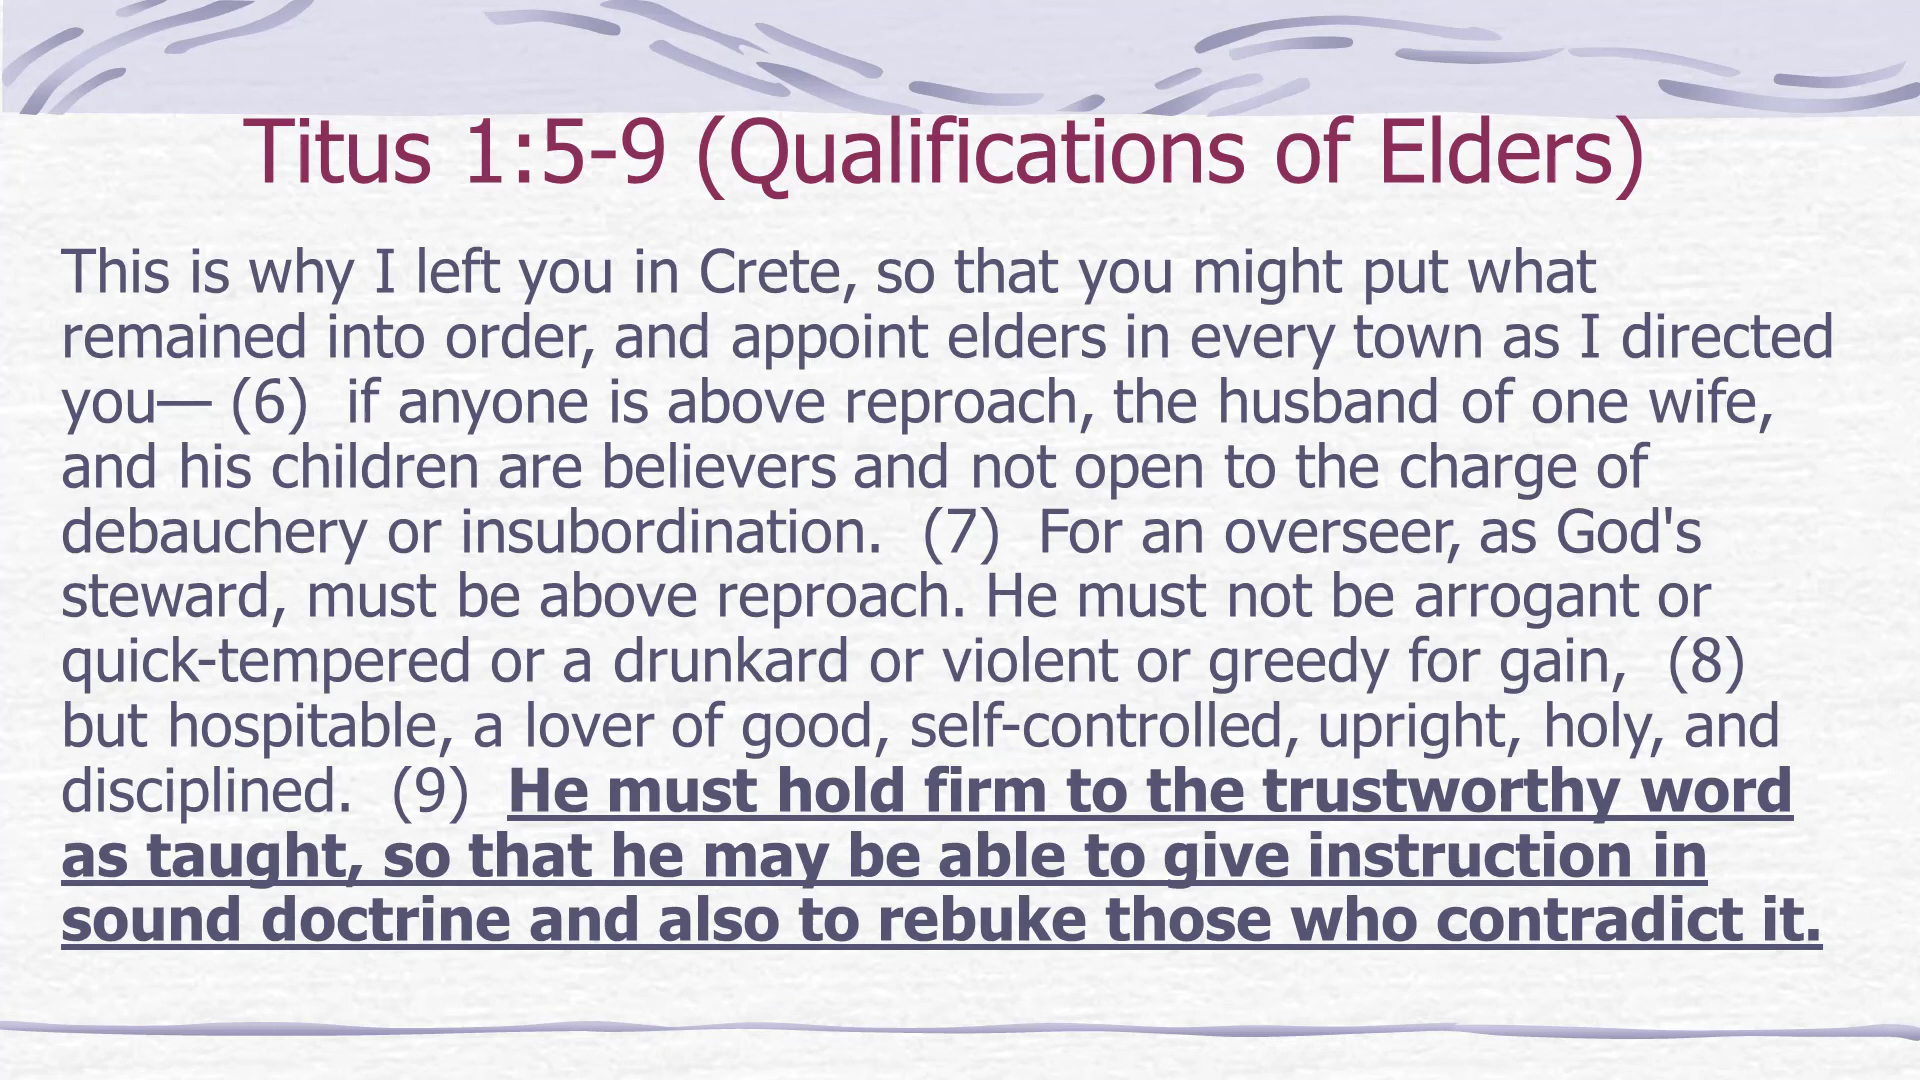 Titus 1:5-9 (Qualifications of Elders)
This is why I left you in Crete, so that you might put what
remained into order, and appoint elders in every town as I directed
you— (6)  if anyone is above reproach, the husband of one wife,
and his children are believers and not open to the charge of
debauchery or insubordination.  (7)  For an overseer, as God's
steward, must be above reproach. He must not be arrogant or
quick-tempered or a drunkard or violent or greedy for gain,  (8)
but hospitable, a lover of good, self-controlled, upright, holy, and
disciplined.  (9)  He must hold firm to the trustworthy word
as taught, so that he may be able to give instruction in
sound doctrine and also to rebuke those who contradict it.